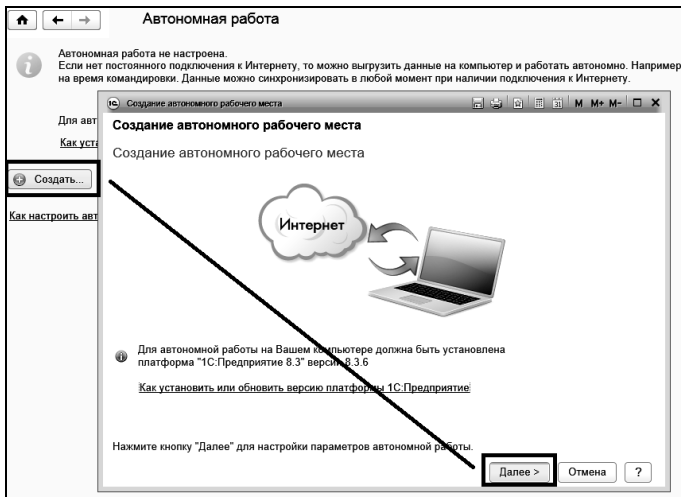 Автономная работа
Автономная работа не настроена.
Если нет постоянного подключения к Интернету, то можно выгрузить данные на компьютер и работать автономно. Например
на время командировки. Данные можно синхронизировать в любой момент при наличии подключения к Интернету.
1С Создание автономного рабочего места
31 M M+ M-
Для авт
Как уста
Создать...
Как настроить авт
Создание автономного рабочего места
Создание автономного рабочего места
Интернет
Для автономной работы на Вашем компьютере должна быть установлена
платформа "1С:Предприятие 8.3" версии 8.3.6
Как установить или обновить версию платформы 1С:Предприятие
Нажмите кнопку "Далее" для настройки параметров автономной работы.
Далее > Отмена ?